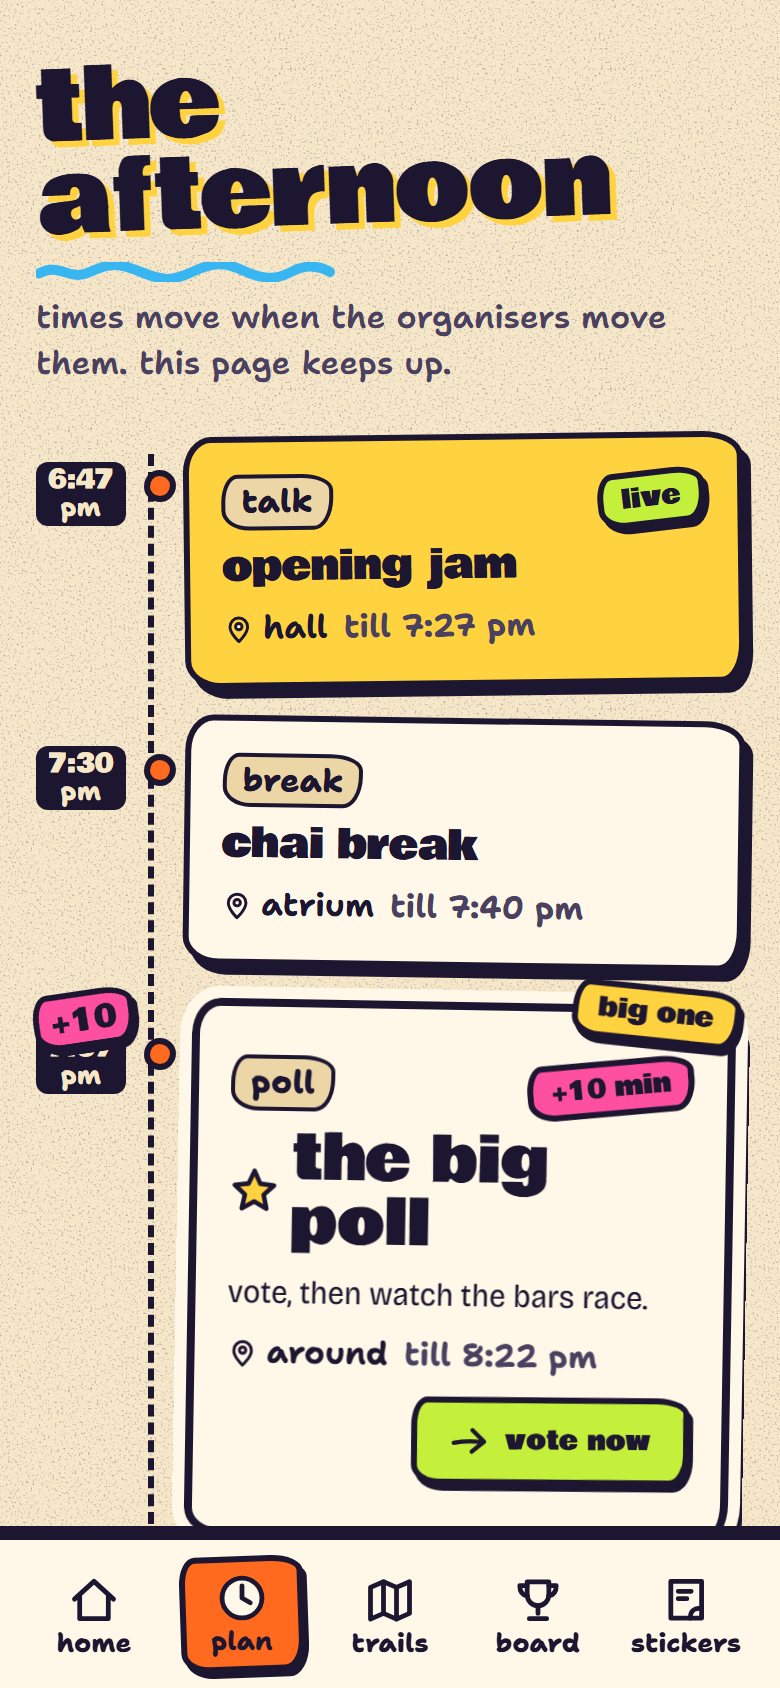 the
afternoon
times move when the organisers move
them. this page keeps up.
6:47
pm
talk
live
opening jam
hall till 7:27 pm
7:30
pm
break
chai break
atrium till 7:40 pm
+10
pm
big one
poll
+10 min
the big
poll
vote, then watch the bars race.
around till 8:22 pm
vote now
home
plan
trails
board
stickers